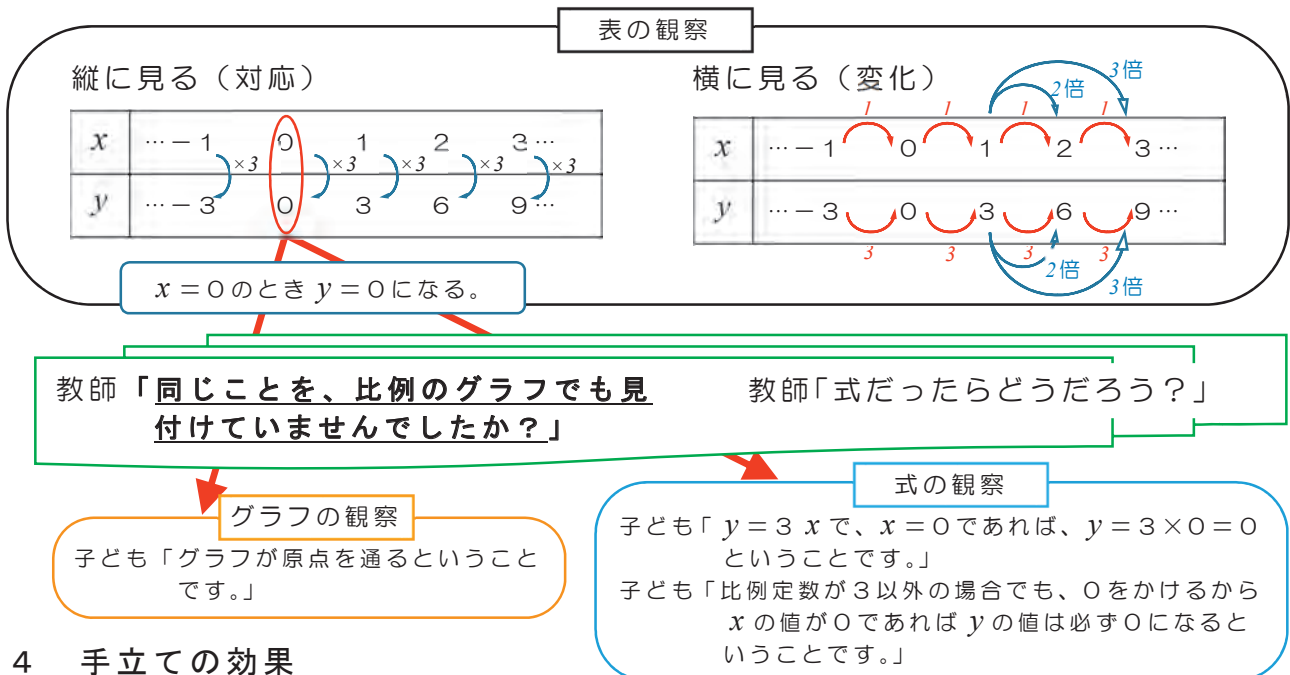 表の観察
縦に見る（対応）
x …－１ ０ １ ２ ３…
×3 ×3 ×3 ×3 ×3
y …－３ ０ ３ ６ ９…
x＝０のとき y＝０になる。
横に見る（変化）
3倍
2倍
1 1 1 1
x …－１ ０ １ ２ ３…
y …－３ ０ ３ ６ ９…
3 3 3 3
2倍
3倍
教師「同じことを、比例のグラフでも見
付けていませんでしたか？」
教師「式だったらどうだろう？」
グラフの観察
子ども「グラフが原点を通るということ
です。」
式の観察
子ども「y＝３x で、x＝０であれば、y＝３×０＝０
ということです。」
子ども「比例定数が３以外の場合でも、０をかけるから
x の値が０であれば y の値は必ず０になると
いうことです。」
４　手立ての効果